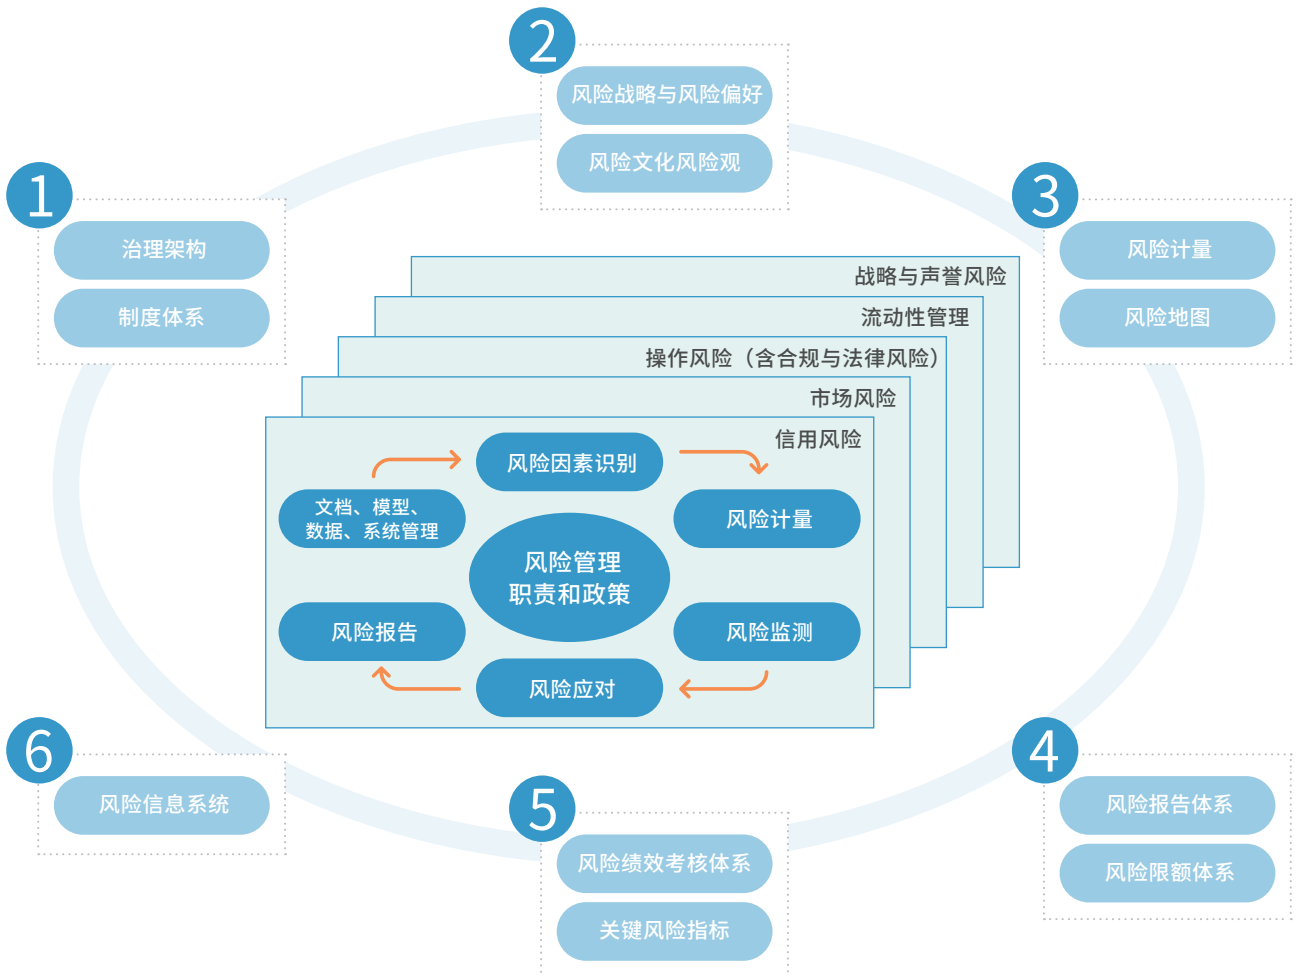 1
治理架构
制度体系
2
风险战略与风险偏好
风险文化风险观
3
风险计量
风险地图
战略与声誉风险
流动性管理
操作风险（含合规与法律风险）
市场风险
信用风险
风险因素识别
文档、模型、
数据、系统管理
风险计量
风险管理
职责和政策
风险报告
风险监测
风险应对
6
风险信息系统
5
风险绩效考核体系
关键风险指标
4
风险报告体系
风险限额体系